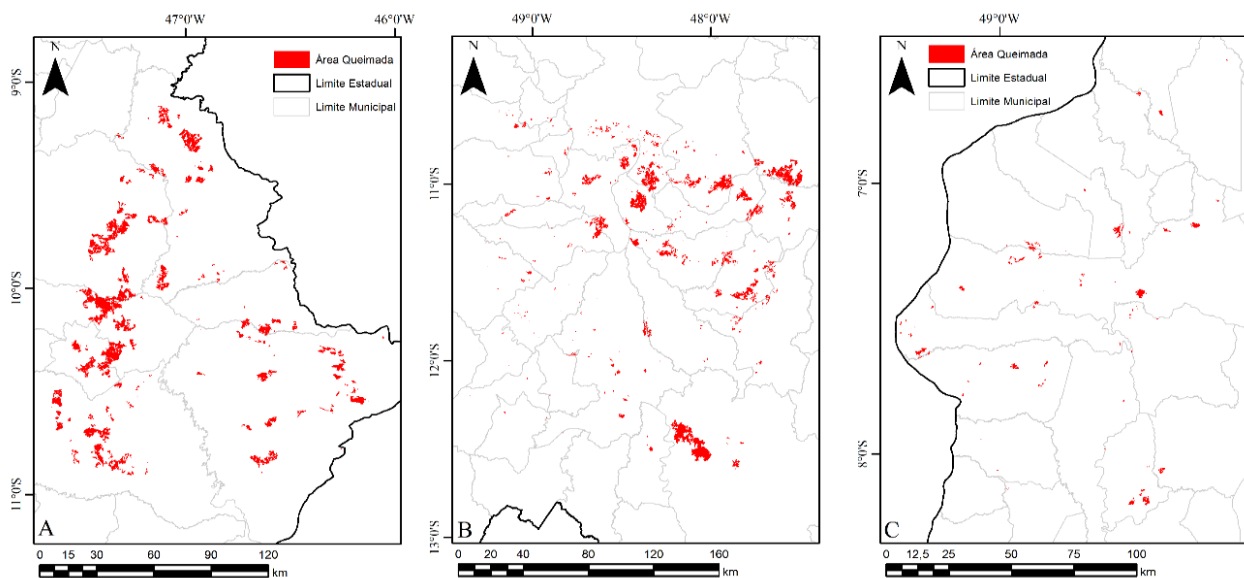 47°0'W 46°0'W
N
Área Queimada
Limite Estadual
Limite Municipal
9°0'S
10°0'S
11°0'S
A
0 15 30 60 90 120
km
49°0'W 48°0'W
N
11°0'S
12°0'S
13°0'S
B
0 20 40 80 120 160
km
49°0'W
N
Área Queimada
Limite Estadual
Limite Municipal
7°0'S
8°0'S
C
0 12,5 25 50 75 100
km